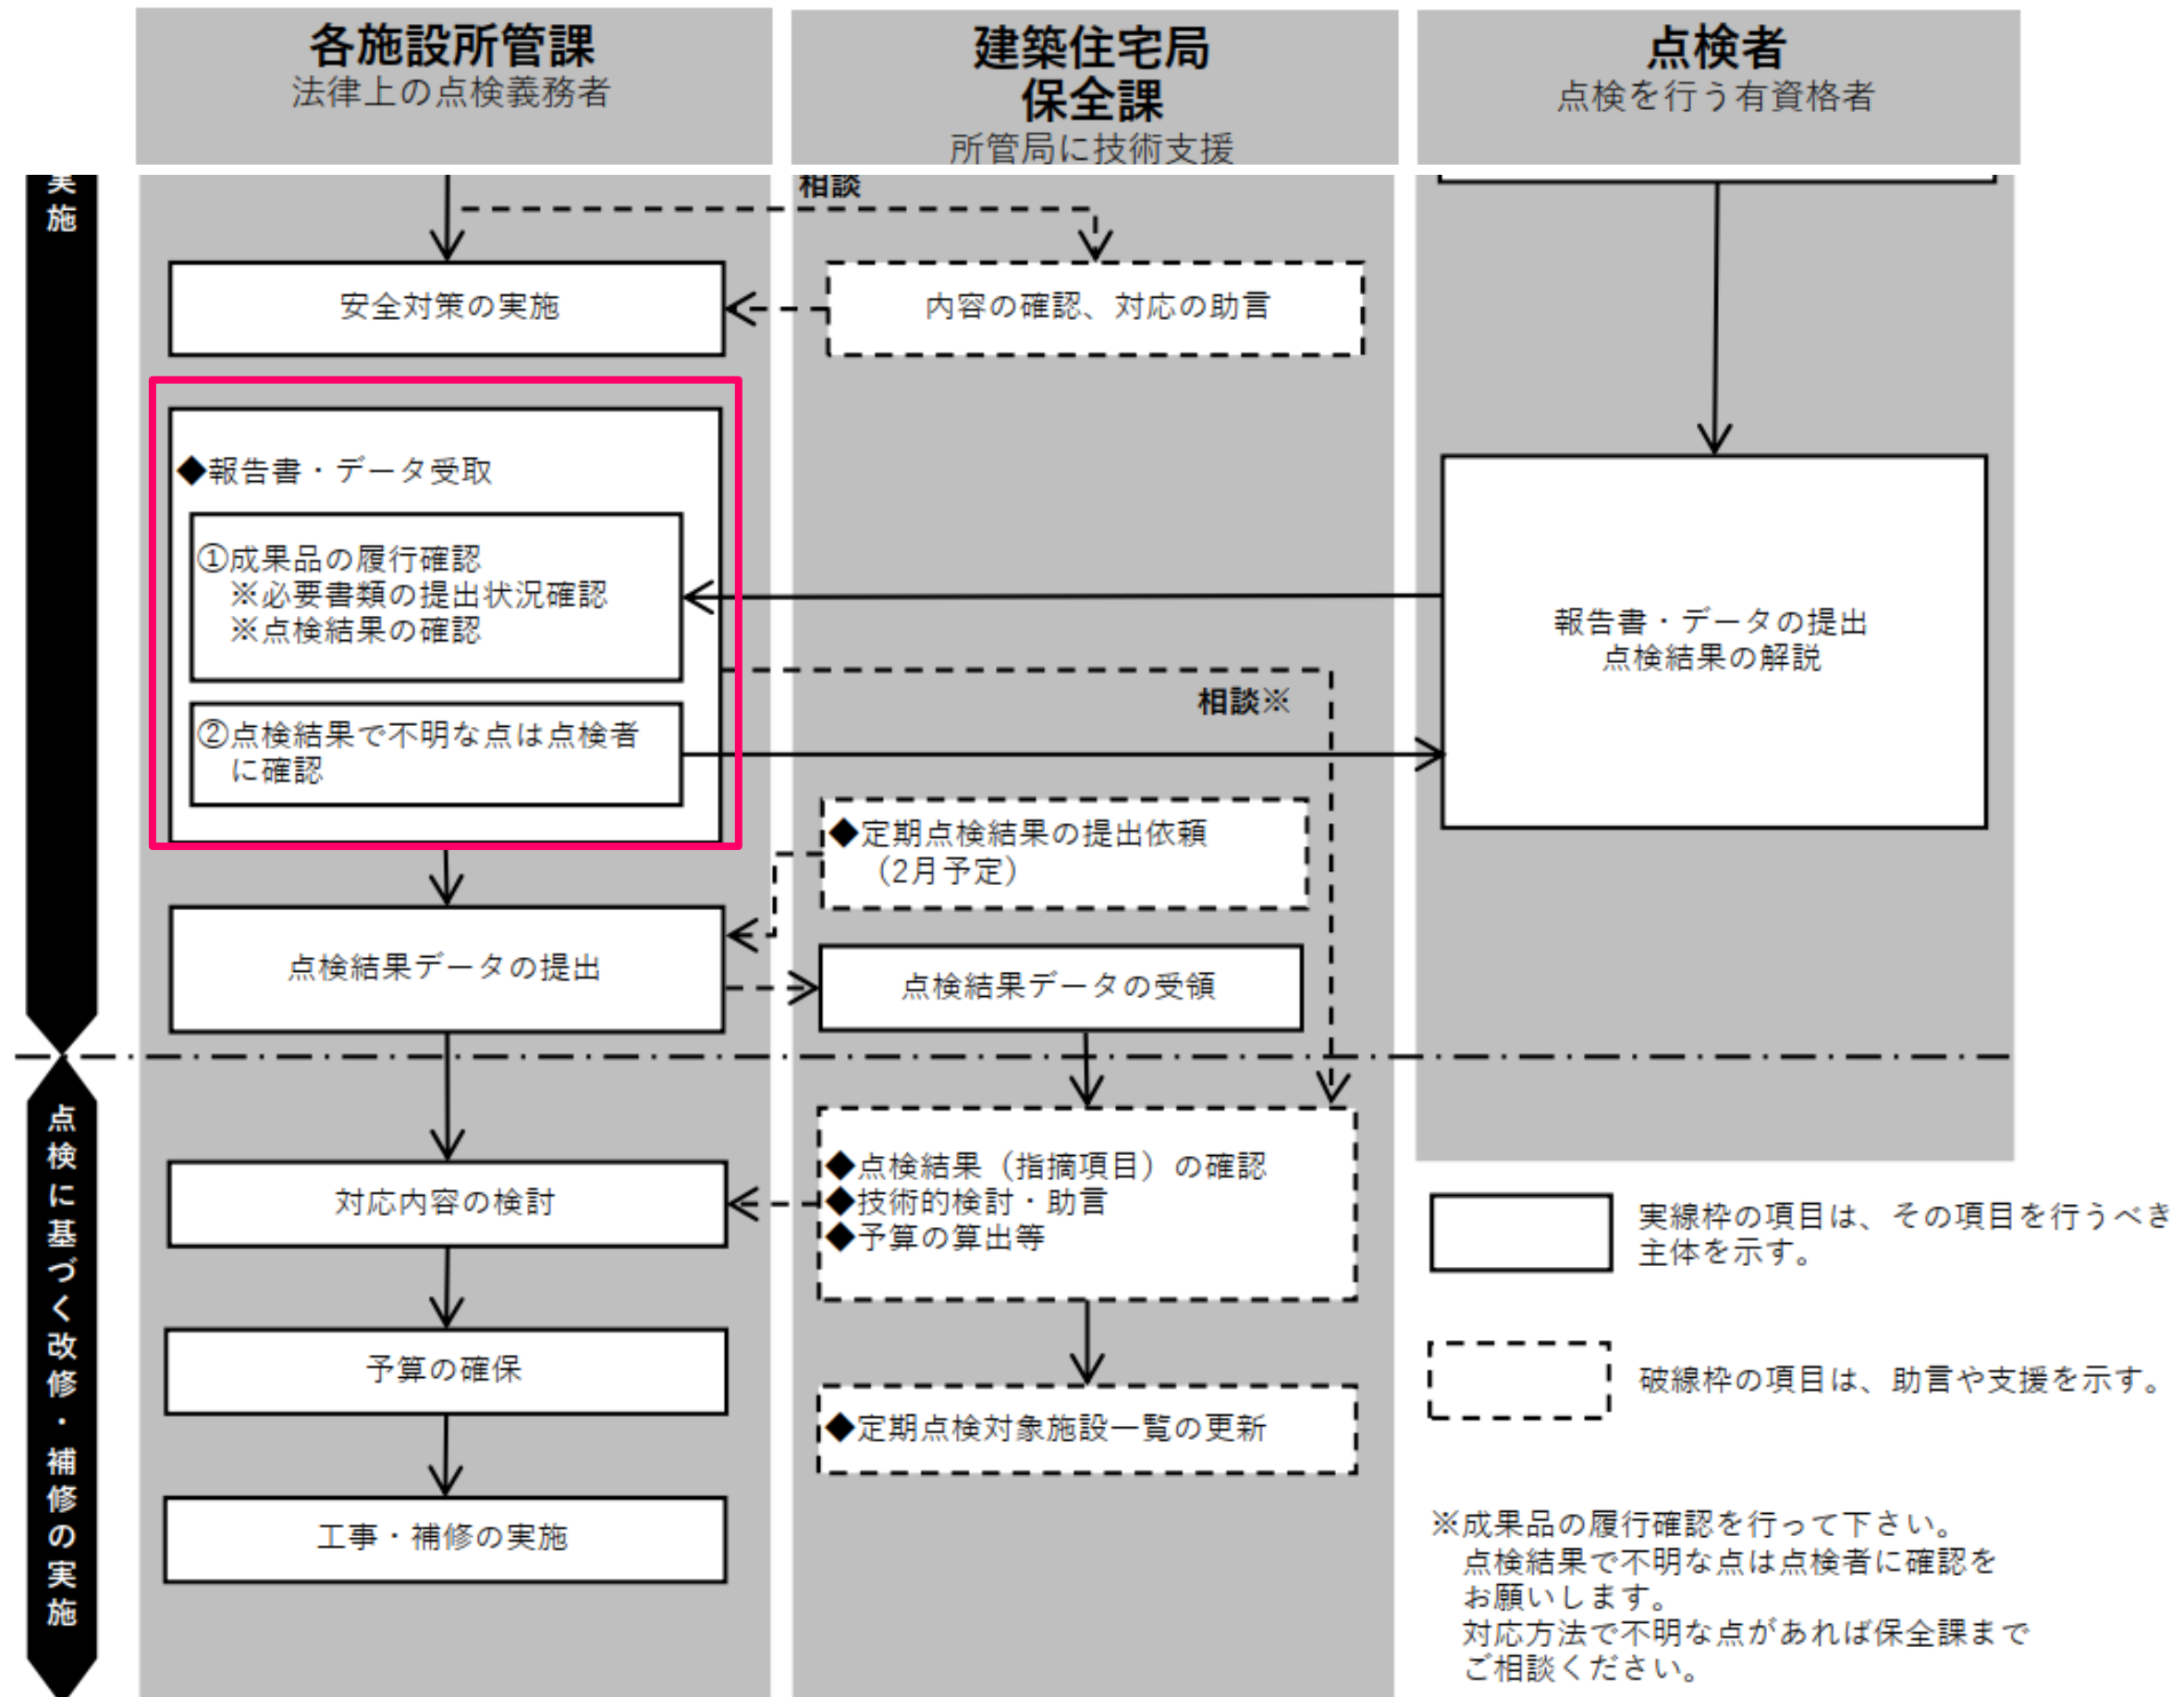 各施設所管課
法律上の点検義務者
建築住宅局
保全課
所管局に技術支援
点検者
点検を行う有資格者
実施
相談
安全対策の実施
内容の確認、対応の助言
◆報告書・データ受取
①成果品の履行確認
※必要書類の提出状況確認
※点検結果の確認
②点検結果で不明な点は点検者
に確認
報告書・データの提出
点検結果の解説
相談※
◆定期点検結果の提出依頼
（2月予定）
点検結果データの提出
点検結果データの受領
点検に基づく改修・補修の実施
対応内容の検討
◆点検結果（指摘項目）の確認
◆技術的検討・助言
◆予算の算出等
予算の確保
◆定期点検対象施設一覧の更新
工事・補修の実施
実線枠の項目は、その項目を行うべき
主体を示す。
破線枠の項目は、助言や支援を示す。
※成果品の履行確認を行って下さい。
点検結果で不明な点は点検者に確認を
お願いします。
対応方法で不明な点があれば保全課まで
ご相談ください。